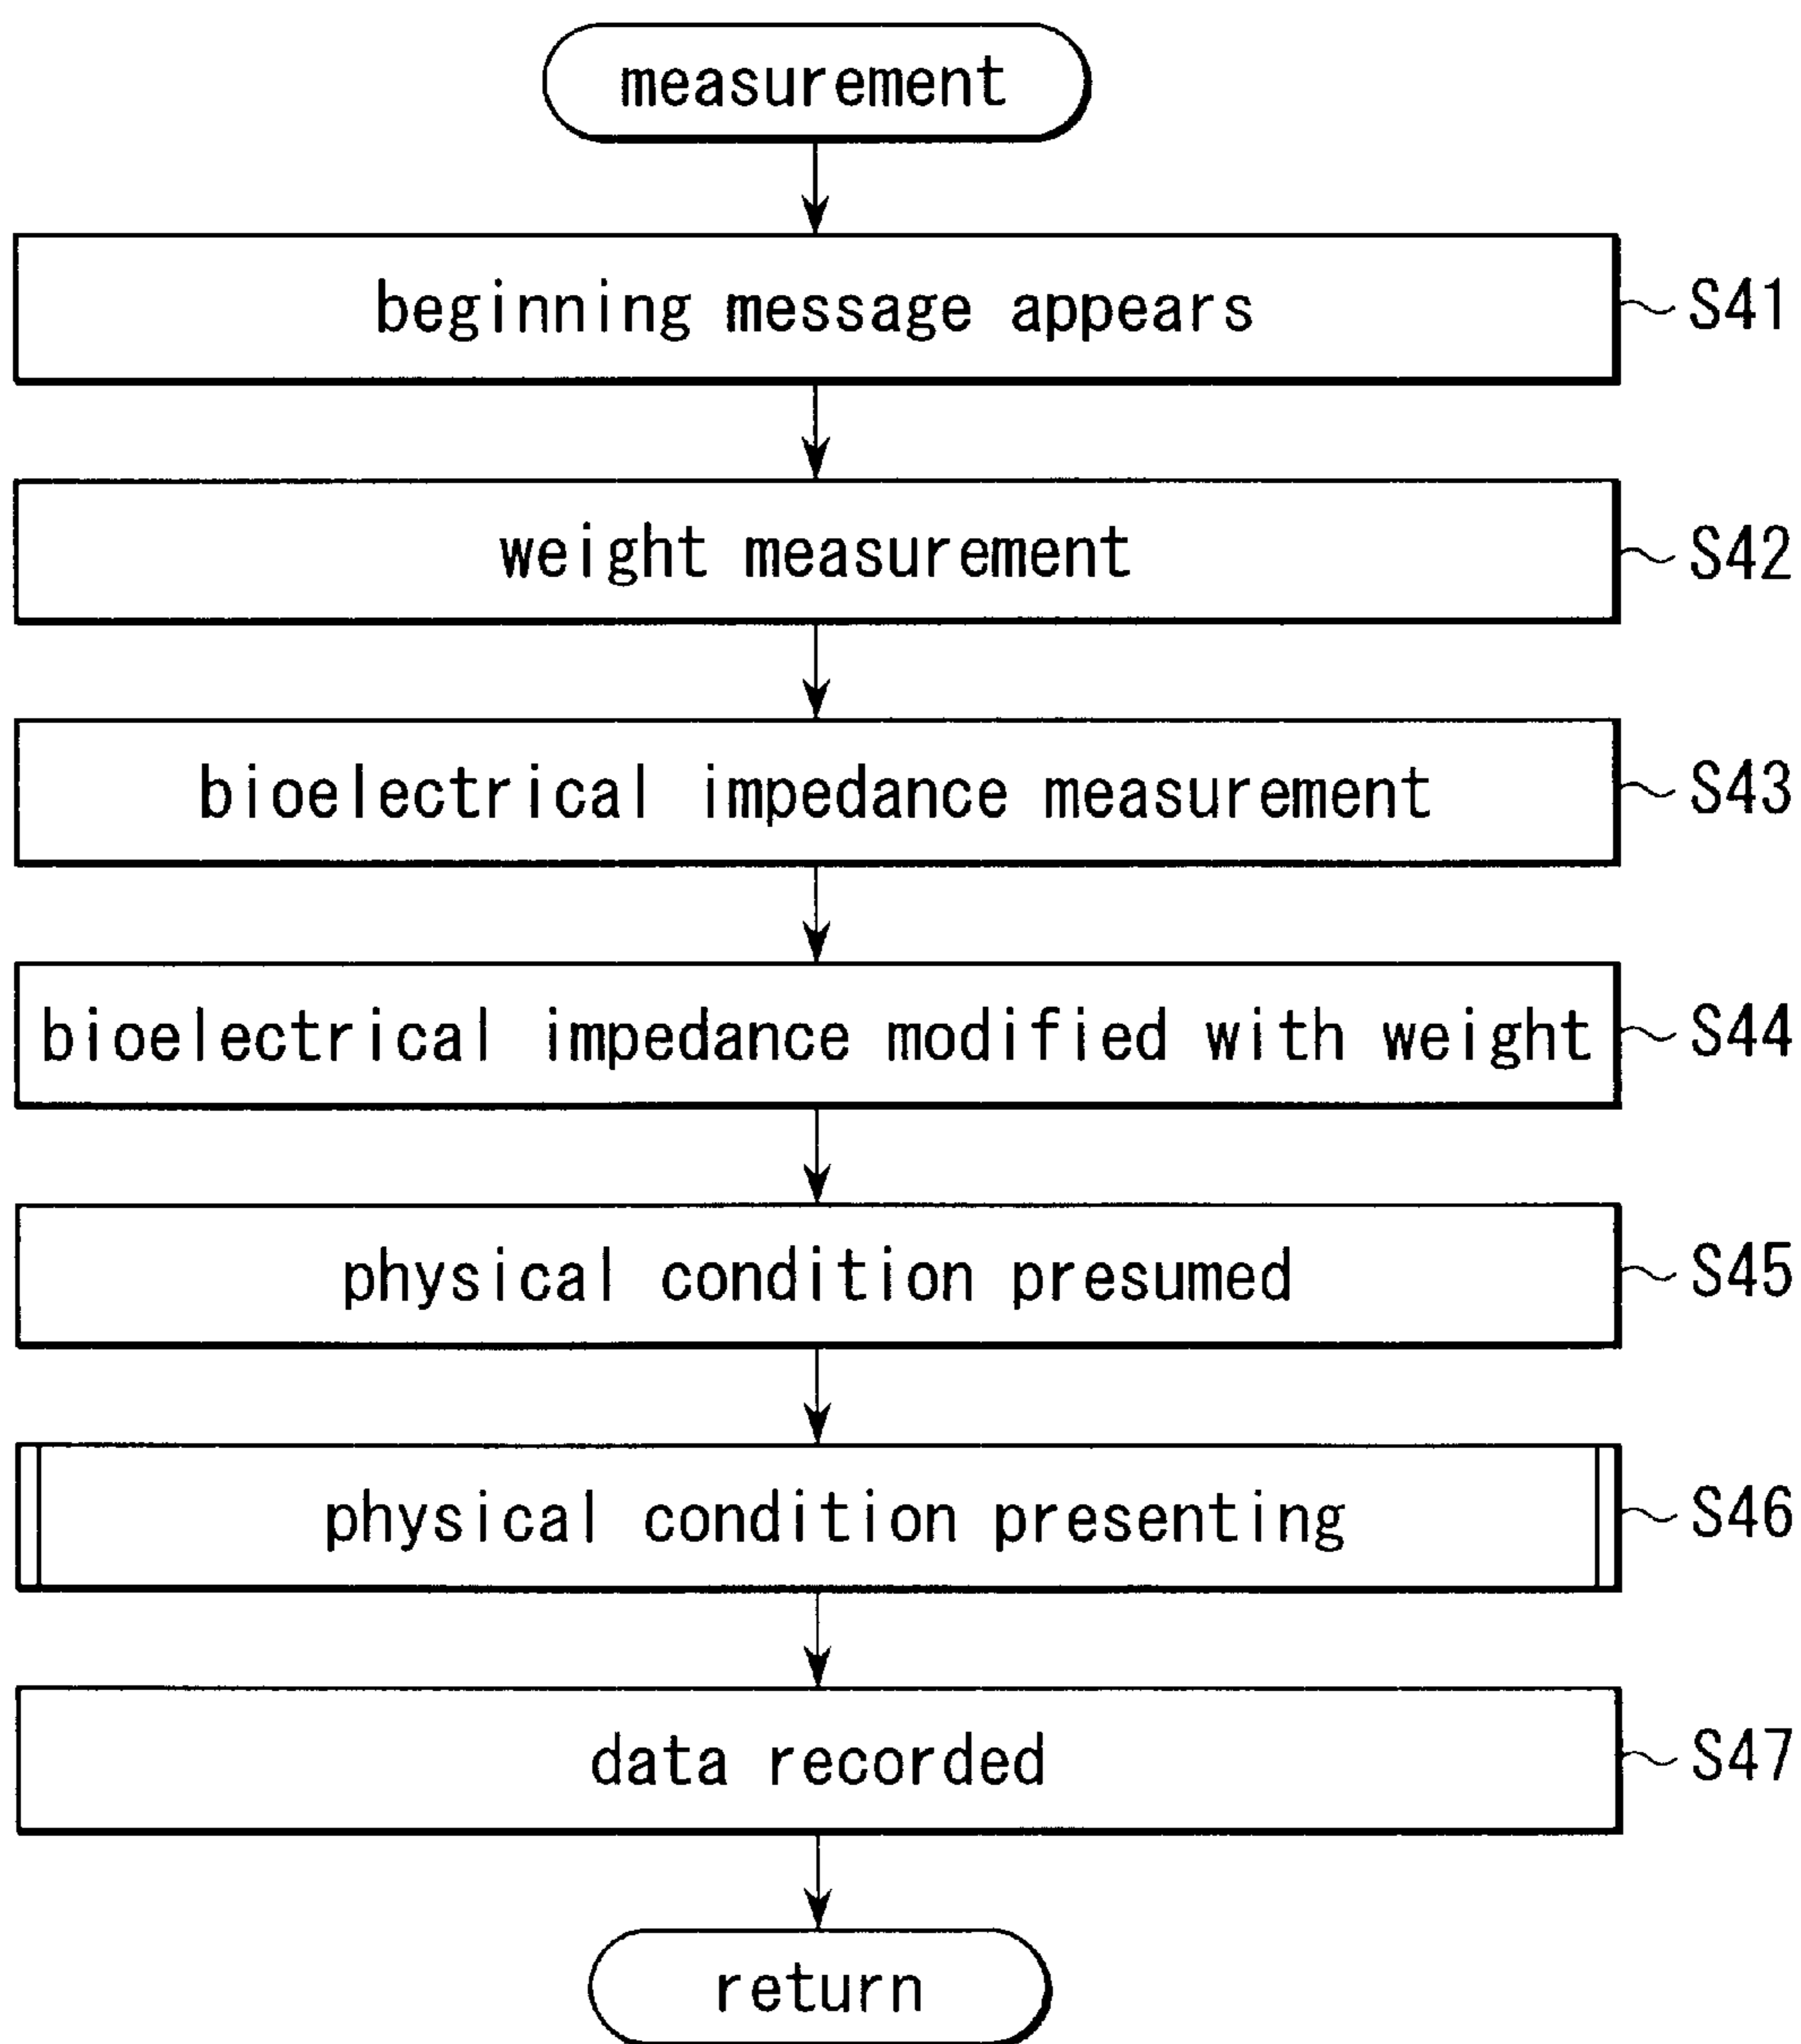 measurement
beginning message appears
S41
weight measurement
S42
bioelectrical impedance measurement
S43
bioelectrical impedance modified with weight
S44
physical condition presumed
S45
physical condition presenting
S46
data recorded
S47
return